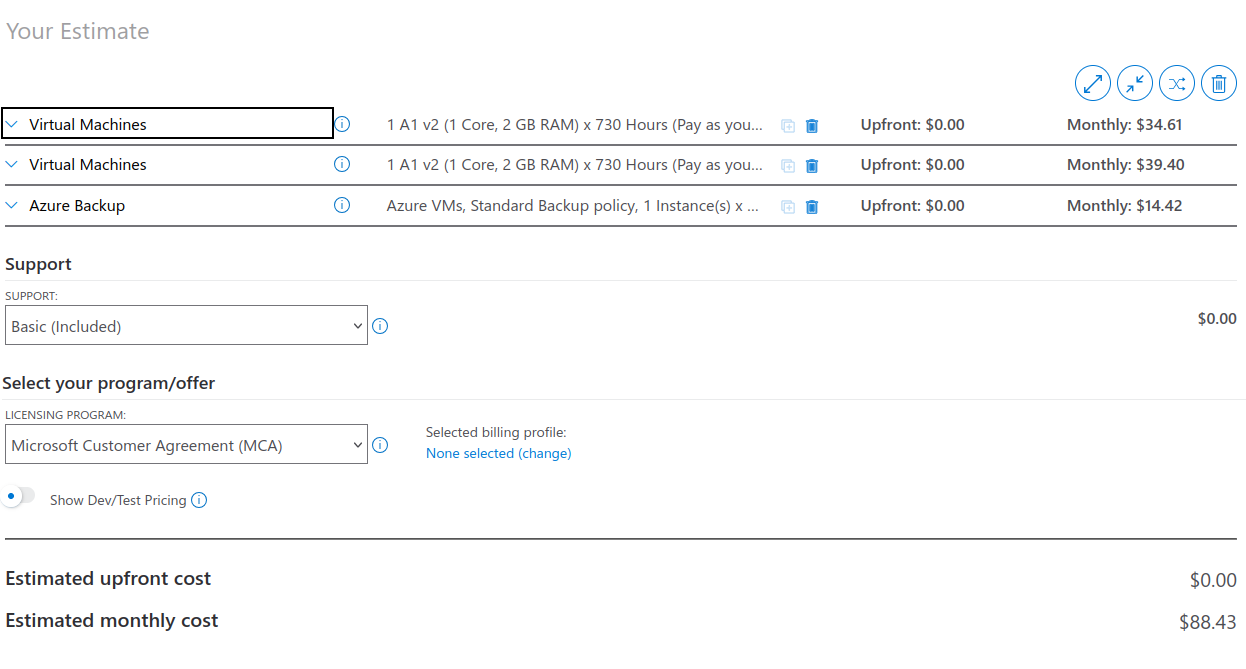 Your Estimate
Virtual Machines 1 A1 v2 (1 Core, 2 GB RAM) x 730 Hours (Pay as you... Upfront: $0.00 Monthly: $34.61
Virtual Machines 1 A1 v2 (1 Core, 2 GB RAM) x 730 Hours (Pay as you... Upfront: $0.00 Monthly: $39.40
Azure Backup Azure VMs, Standard Backup policy, 1 Instance(s) x ... Upfront: $0.00 Monthly: $14.42
Support
SUPPORT:
Basic (Included) $0.00
Select your program/offer
LICENSING PROGRAM:
Microsoft Customer Agreement (MCA)
Selected billing profile:
None selected (change)
Show Dev/Test Pricing
Estimated upfront cost $0.00
Estimated monthly cost $88.43